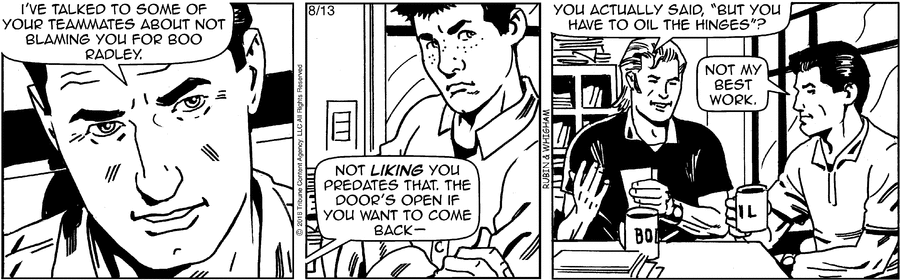 I'VE TALKED TO SOME OF
YOUR TEAMMATES ABOUT NOT
BLAMING YOU FOR BOO
RADLEY.
© 2018 Tribune Content Agency, LLC All Rights Reserved
8/13
NOT LIKING YOU
PREDATES THAT. THE
DOOR'S OPEN IF
YOU WANT TO COME
BACK—
C
RUBIN & WHIGHAM
YOU ACTUALLY SAID, "BUT YOU
HAVE TO OIL THE HINGES"?
NOT MY
BEST
WORK.
BO
IL